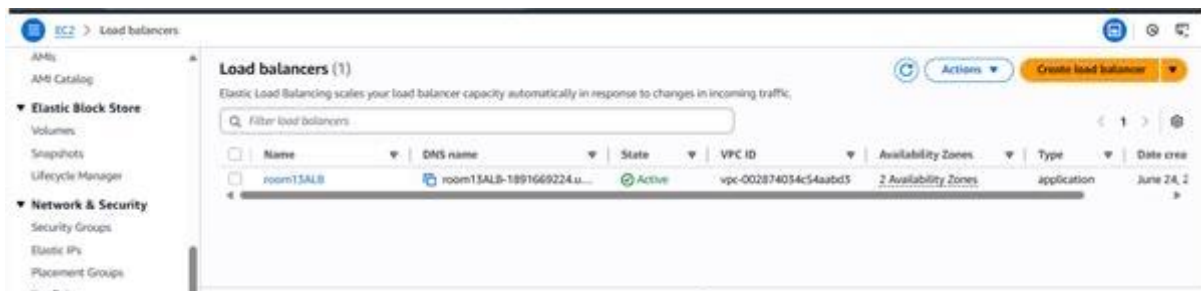 EC2 > Load balancers
AMIs
AMI Catalog
Elastic Block Store
Volumes
Snapshots
Lifecycle Manager
Network & Security
Security Groups
Elastic IPs
Placement Groups
Load balancers (1)
Actions
Create load balancer
Elastic Load Balancing scales your load balancer capacity automatically in response to changes in incoming traffic.
Filter load balancers
1
Name DNS name State VPC ID Availability Zones Type Date crea
room13ALB room13ALB-1891669224.u... Active vpc-002874034c54aabd3 2 Availability Zones application June 24, 2